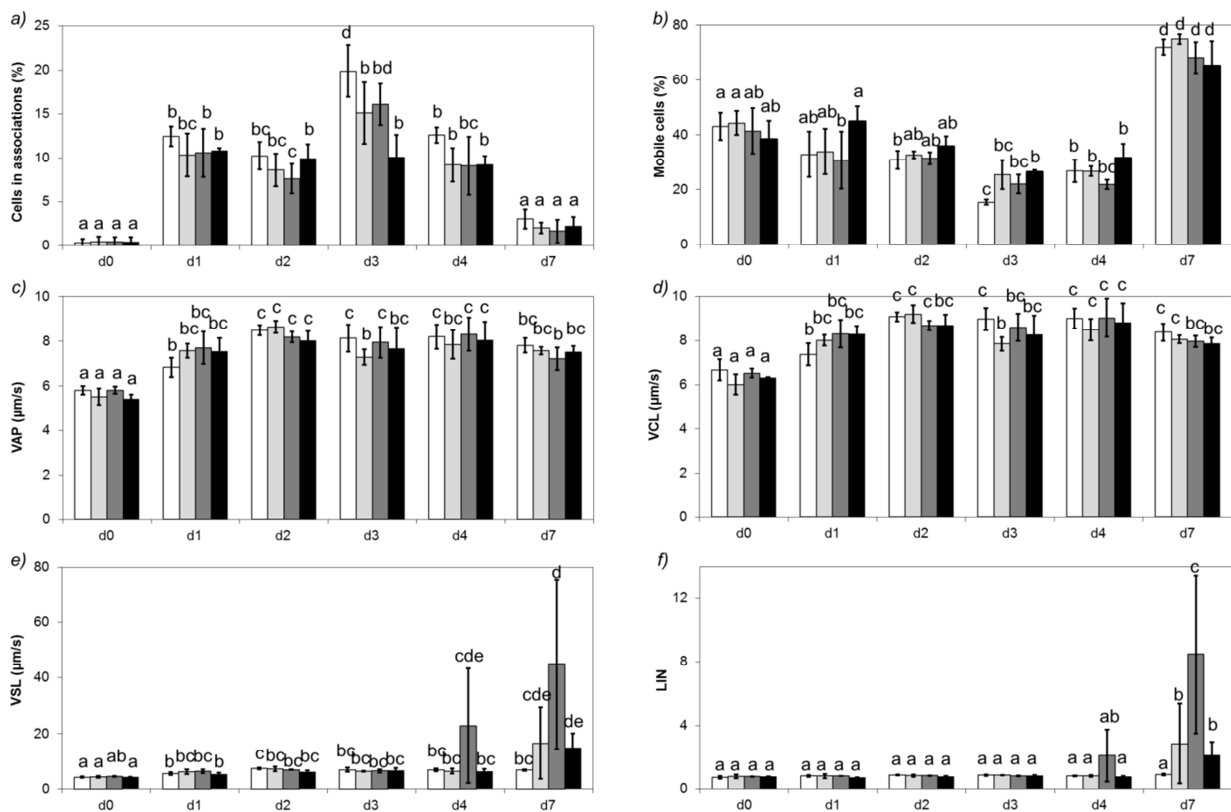 a)
Cells in associations (%)
25
20
15
10
5
0
a a a a
b bc b b
bc bc c b
d b bd b
b b b b
a a a a
d0 d1 d2 d3 d4 d7
b)
Mobile cells (%)
80
60
40
20
0
a a ab ab
ab ab b a
b ab ab ab
c bc bc b
b b bc b
d d d d
d0 d1 d2 d3 d4 d7
c)
VAP (µm/s)
10
8
6
4
2
0
a a a a
b bc bc bc
c c c c
c b bc bc
c bc c c
bc bc bc bc
d0 d1 d2 d3 d4 d7
d)
VCL (µm/s)
10
8
6
4
2
0
a a a a
b bc bc bc
c c c bc
c b bc bc
c c c c
c c bc bc
d0 d1 d2 d3 d4 d7
e)
VSL (µm/s)
80
60
40
20
0
a a ab a
b bc bc bc
c bc bc bc
bc bc bc bc
bc bc cde bc
bc cde d de
d0 d1 d2 d3 d4 d7
f)
LIN
12
8
4
0
a a a a
a a a a
a a a a
a a a a
a a ab a
a b c b
d0 d1 d2 d3 d4 d7